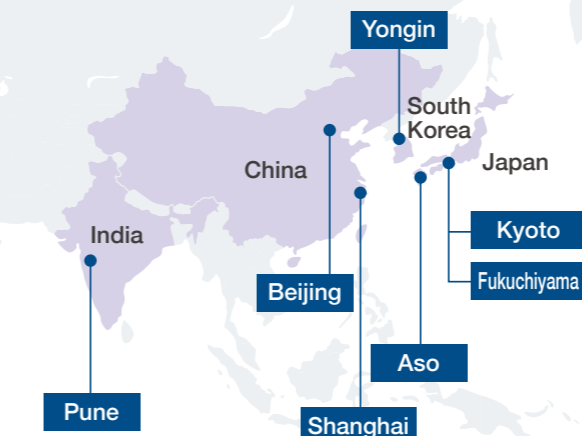 Yongin
South
Korea
China
Japan
India
Kyoto
Beijing
Fukuchiyama
Aso
Pune
Shanghai